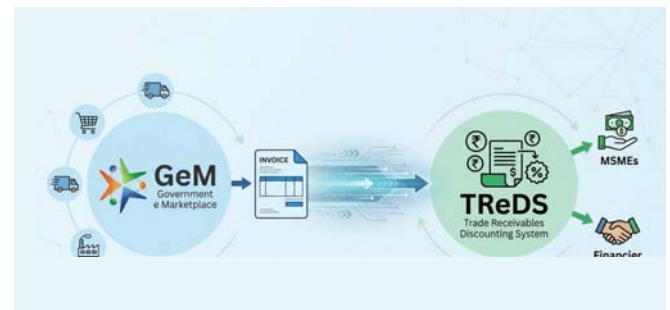 GeM
Government
e Marketplace
INVOICE
TReDS
Trade Receivables
Discounting System
MSMEs
Financier